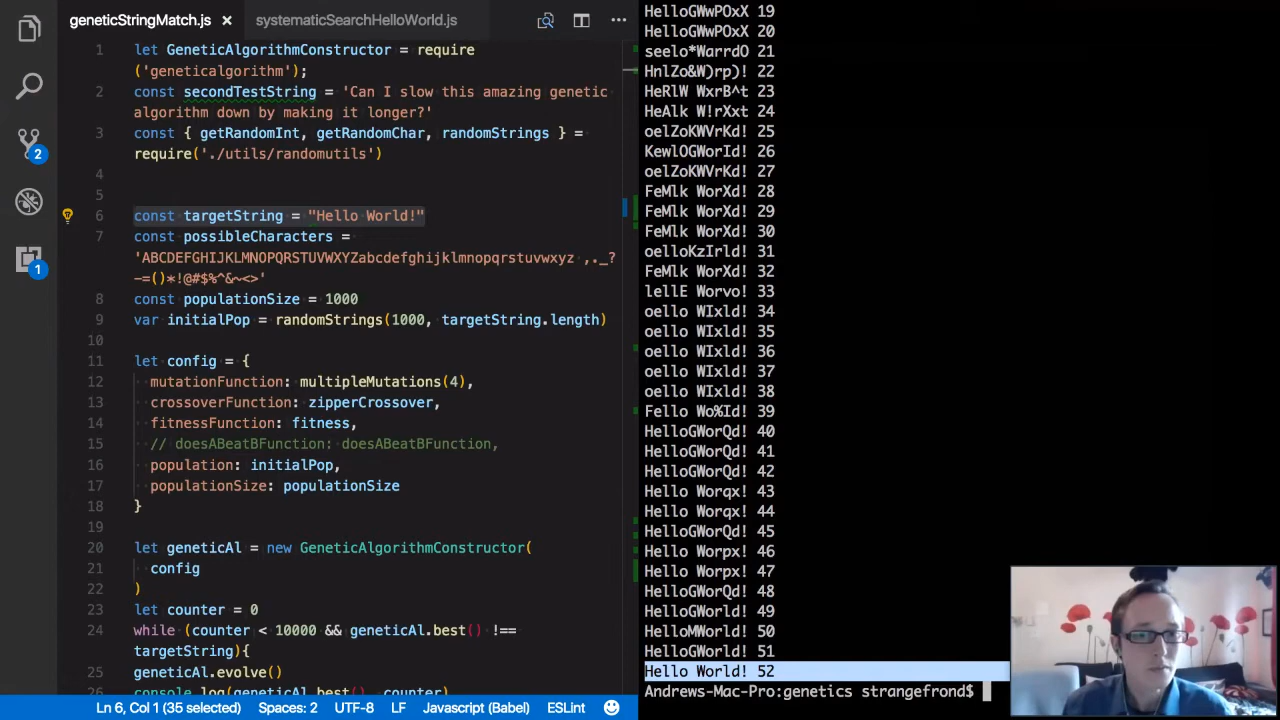 geneticStringMatch.js ×
systematicSearchHelloWorld.js
1 let GeneticAlgorithmConstructor = require
('geneticalgorithm');
2 const secondTestString = 'Can I slow this amazing genetic
algorithm down by making it longer?'
3 const { getRandomInt, getRandomChar, randomStrings } =
require('./utils/randomutils')
4
5
6 const targetString = "Hello World!"
7 const possibleCharacters =
'ABCDEFGHIJKLMNOPQRSTUVWXYZabcdefghijklmnopqrstuvwxyz ,._?
-=()*!@#$%^&~<>'
8 const populationSize = 1000
9 var initialPop = randomStrings(1000, targetString.length)
10
11 let config = {
12 mutationFunction: multipleMutations(4),
13 crossoverFunction: zipperCrossover,
14 fitnessFunction: fitness,
15 // doesABeatBFunction: doesABeatBFunction,
16 population: initialPop,
17 populationSize: populationSize
18 }
19
20 let geneticAl = new GeneticAlgorithmConstructor(
21 config
22 )
23 let counter = 0
24 while (counter < 10000 && geneticAl.best() !==
targetString){
25 geneticAl.evolve()
26 console.log(geneticAl.best(), counter)
2
1
Ln 6, Col 1 (35 selected) Spaces: 2 UTF-8 LF Javascript (Babel) ESLint
HelloGWwPOxX 19
HelloGWwPOxX 20
seelo*WarrdO 21
HnlZo&W)rp)! 22
HeRlW WxrB^t 23
HeAlk W!rXxt 24
oelZoKWVrKd! 25
KewlOGWorId! 26
oelZoKWVrKd! 27
FeMlk WorXd! 28
FeMlk WorXd! 29
FeMlk WorXd! 30
oelloKzIrld! 31
FeMlk WorXd! 32
lellE Worvo! 33
oello WIxld! 34
oello WIxld! 35
oello WIxld! 36
oello WIxld! 37
oello WIxld! 38
Fello Wo%Id! 39
HelloGWorQd! 40
HelloGWorQd! 41
HelloGWorQd! 42
Hello Worqx! 43
Hello Worqx! 44
HelloGWorQd! 45
Hello Worpx! 46
Hello Worpx! 47
HelloGWorQd! 48
HelloGWorld! 49
HelloMWorld! 50
HelloGWorld! 51
Hello World! 52
Andrews-Mac-Pro:genetics strangefrond$